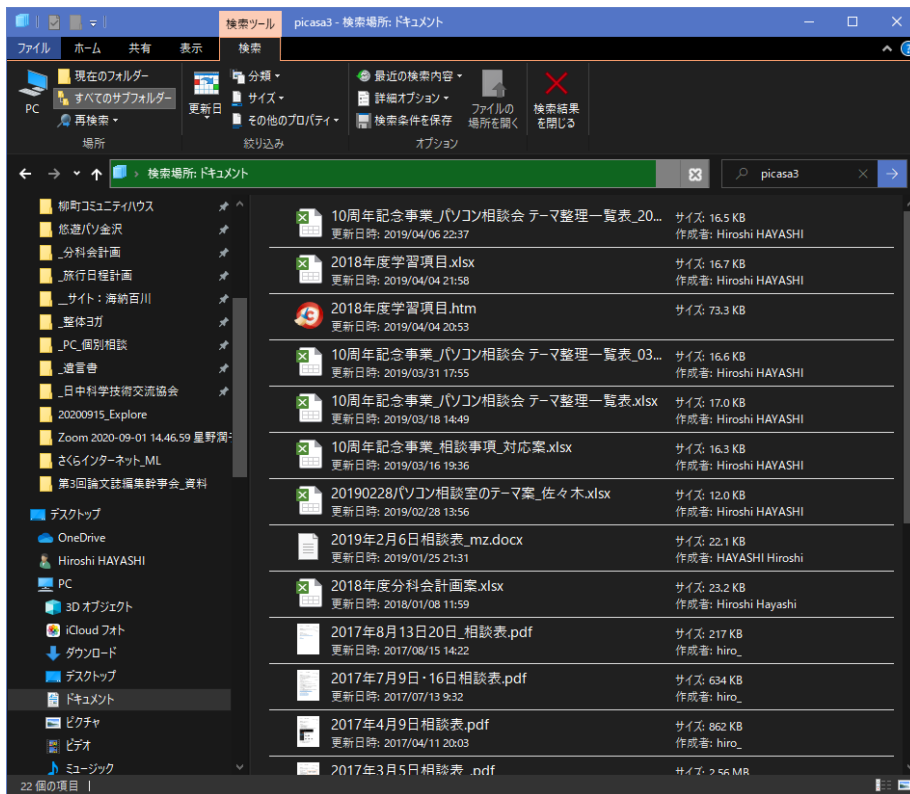 検索ツール picasa3 - 検索場所: ドキュメント
ファイル ホーム 共有 表示 検索
PC
現在のフォルダー
すべてのサブフォルダー
再検索
場所
更新日
分類
サイズ
その他のプロパティ
絞り込み
最近の検索内容
詳細オプション
検索条件を保存
ファイルの
場所を開く
検索結果
を閉じる
オプション
検索場所: ドキュメント
picasa3
柳町コミュニティハウス
悠遊パソ金沢
_分科会計画
_旅行日程計画
__サイト：海納百川
_整体ヨガ
_PC_個別相談
_遺言書
_日中科学技術交流協会
20200915_Explore
Zoom 2020-09-01 14.46.59 星野潤
さくらインターネット_ML
第3回論文誌編集幹事会_資料
デスクトップ
OneDrive
Hiroshi HAYASHI
PC
3D オブジェクト
iCloud フォト
ダウンロード
デスクトップ
ドキュメント
ピクチャ
ビデオ
ミュージック
10周年記念事業_パソコン相談会 テーマ整理一覧表_20... サイズ: 16.5 KB
更新日時: 2019/04/06 22:37 作成者: Hiroshi HAYASHI
2018年度学習項目.xlsx サイズ: 16.7 KB
更新日時: 2019/04/04 21:58 作成者: Hiroshi HAYASHI
2018年度学習項目.htm サイズ: 73.3 KB
更新日時: 2019/04/04 20:53
10周年記念事業_パソコン相談会 テーマ整理一覧表_03... サイズ: 16.6 KB
更新日時: 2019/03/31 17:55 作成者: Hiroshi HAYASHI
10周年記念事業_パソコン相談会 テーマ整理一覧表.xlsx サイズ: 17.0 KB
更新日時: 2019/03/18 14:49 作成者: Hiroshi HAYASHI
10周年記念事業_相談事項_対応案.xlsx サイズ: 16.3 KB
更新日時: 2019/03/16 19:36 作成者: Hiroshi HAYASHI
20190228パソコン相談室のテーマ案_佐々木.xlsx サイズ: 12.0 KB
更新日時: 2019/02/28 13:56 作成者: Hiroshi HAYASHI
2019年2月6日相談表_mz.docx サイズ: 22.1 KB
更新日時: 2019/01/25 21:31 作成者: HAYASHI Hiroshi
2018年度分科会計画案.xlsx サイズ: 23.2 KB
更新日時: 2018/01/08 11:59 作成者: Hiroshi Hayashi
2017年8月13日20日_相談表.pdf サイズ: 217 KB
更新日時: 2017/08/15 14:22 作成者: hiro_
2017年7月9日・16日相談表.pdf サイズ: 634 KB
更新日時: 2017/07/13 9:32 作成者: hiro_
2017年4月9日相談表.pdf サイズ: 862 KB
更新日時: 2017/04/11 20:03 作成者: hiro_
2017年3月5日相談表 .pdf サイズ: 2.56 MB
22 個の項目